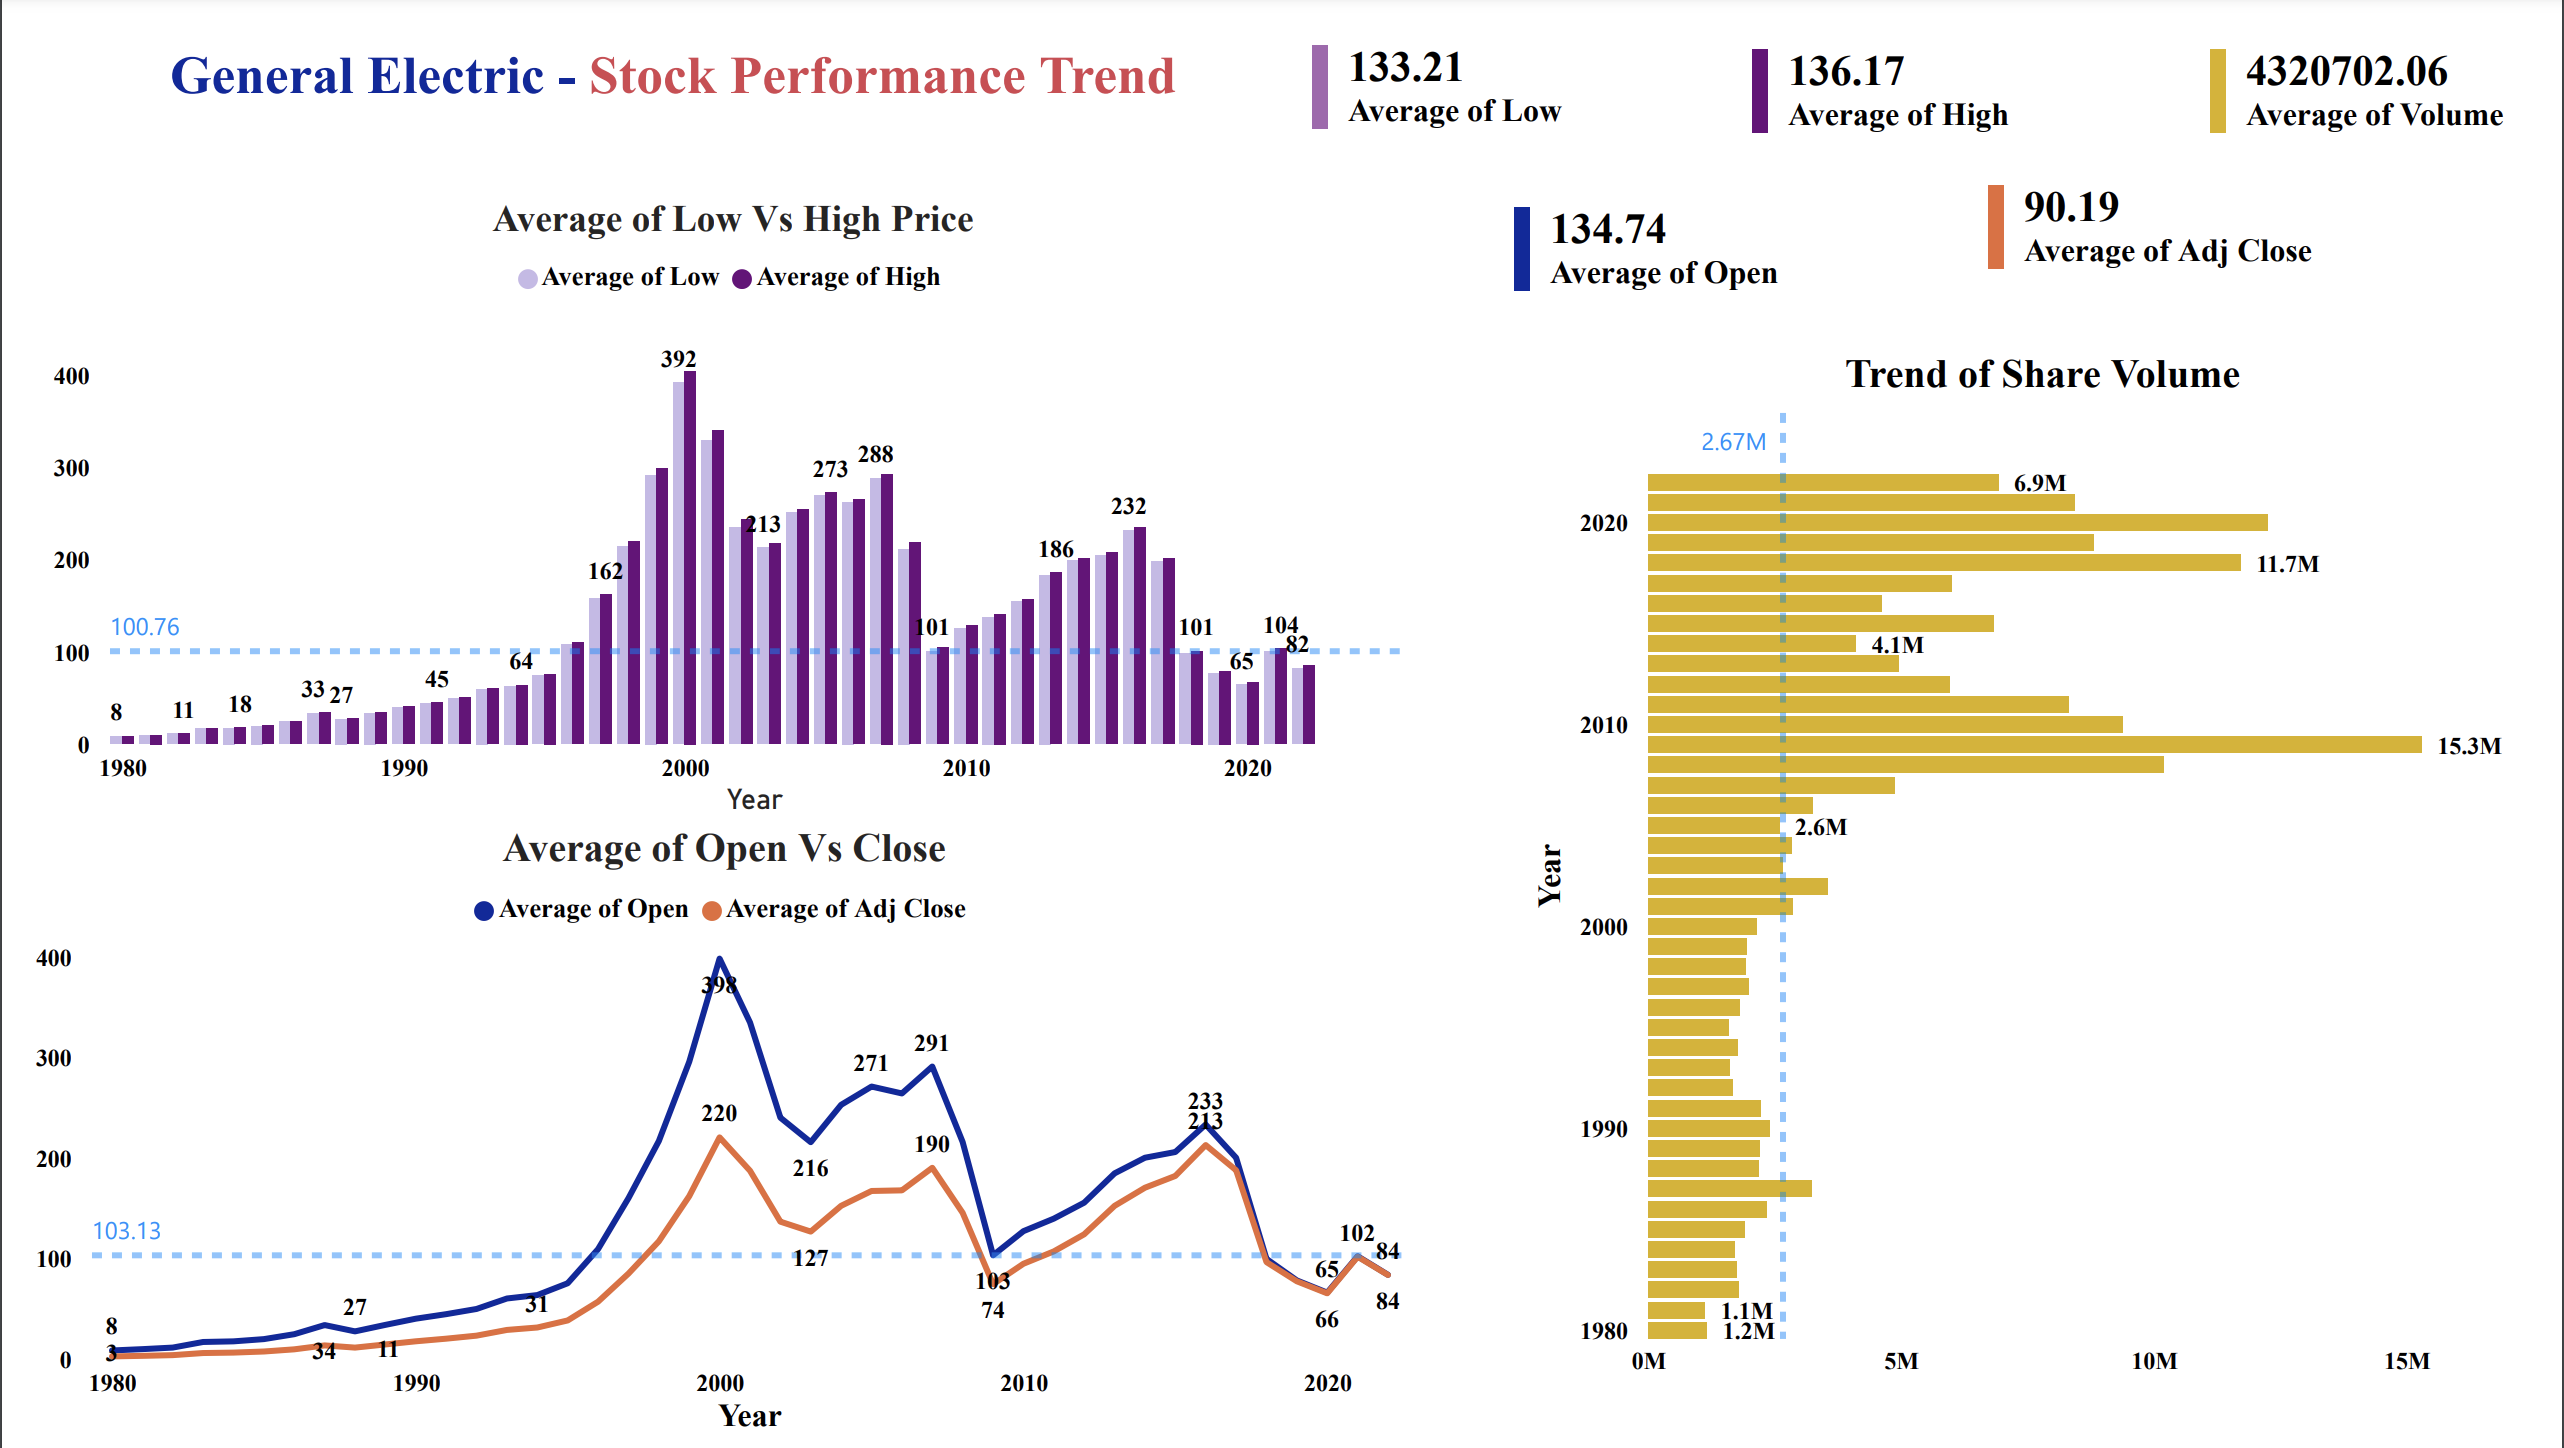 General Electric - Stock Performance Trend
133.21
Average of Low
136.17
Average of High
4320702.06
Average of Volume
134.74
Average of Open
90.19
Average of Adj Close
Average of Low Vs High Price
Average of Low Average of High
400
300
200
100
0
100.76
8
11
18
33
27
45
64
162
392
213
273
288
101
186
232
101
65
104
82
1980 1990 2000 2010 2020
Year
Average of Open Vs Close
Average of Open Average of Adj Close
400
300
200
100
0
103.13
8
3
34
27
11
31
398
220
216
127
271
291
190
103
74
233
213
65
66
102
84
84
1980 1990 2000 2010 2020
Year
Trend of Share Volume
2.67M
6.9M
2020
11.7M
4.1M
2010
15.3M
2.6M
Year
2000
1990
1.1M
1980
1.2M
0M 5M 10M 15M